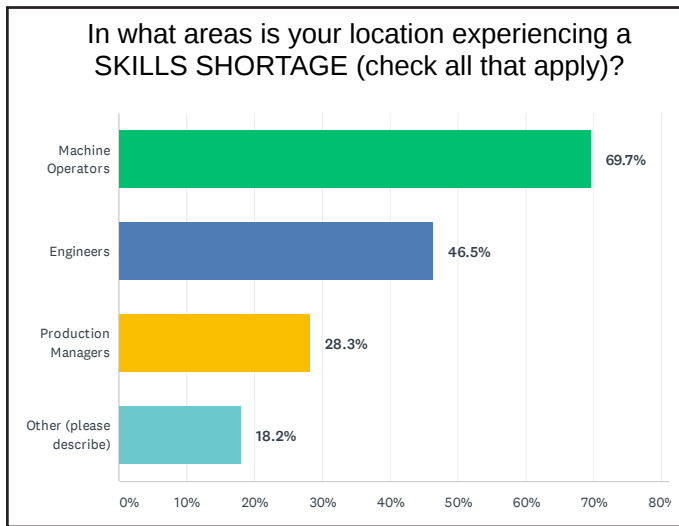 In what areas is your location experiencing a
SKILLS SHORTAGE (check all that apply)?
Machine
Operators
69.7%
Engineers
46.5%
Production
Managers
28.3%
Other (please
describe)
18.2%
0% 10% 20% 30% 40% 50% 60% 70% 80%